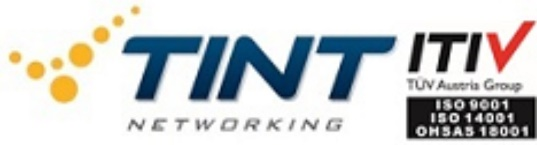 TINT
NETWORKING
ITIV
TÜV Austria Group
ISO 9001
ISO 14001
OHSAS 18001